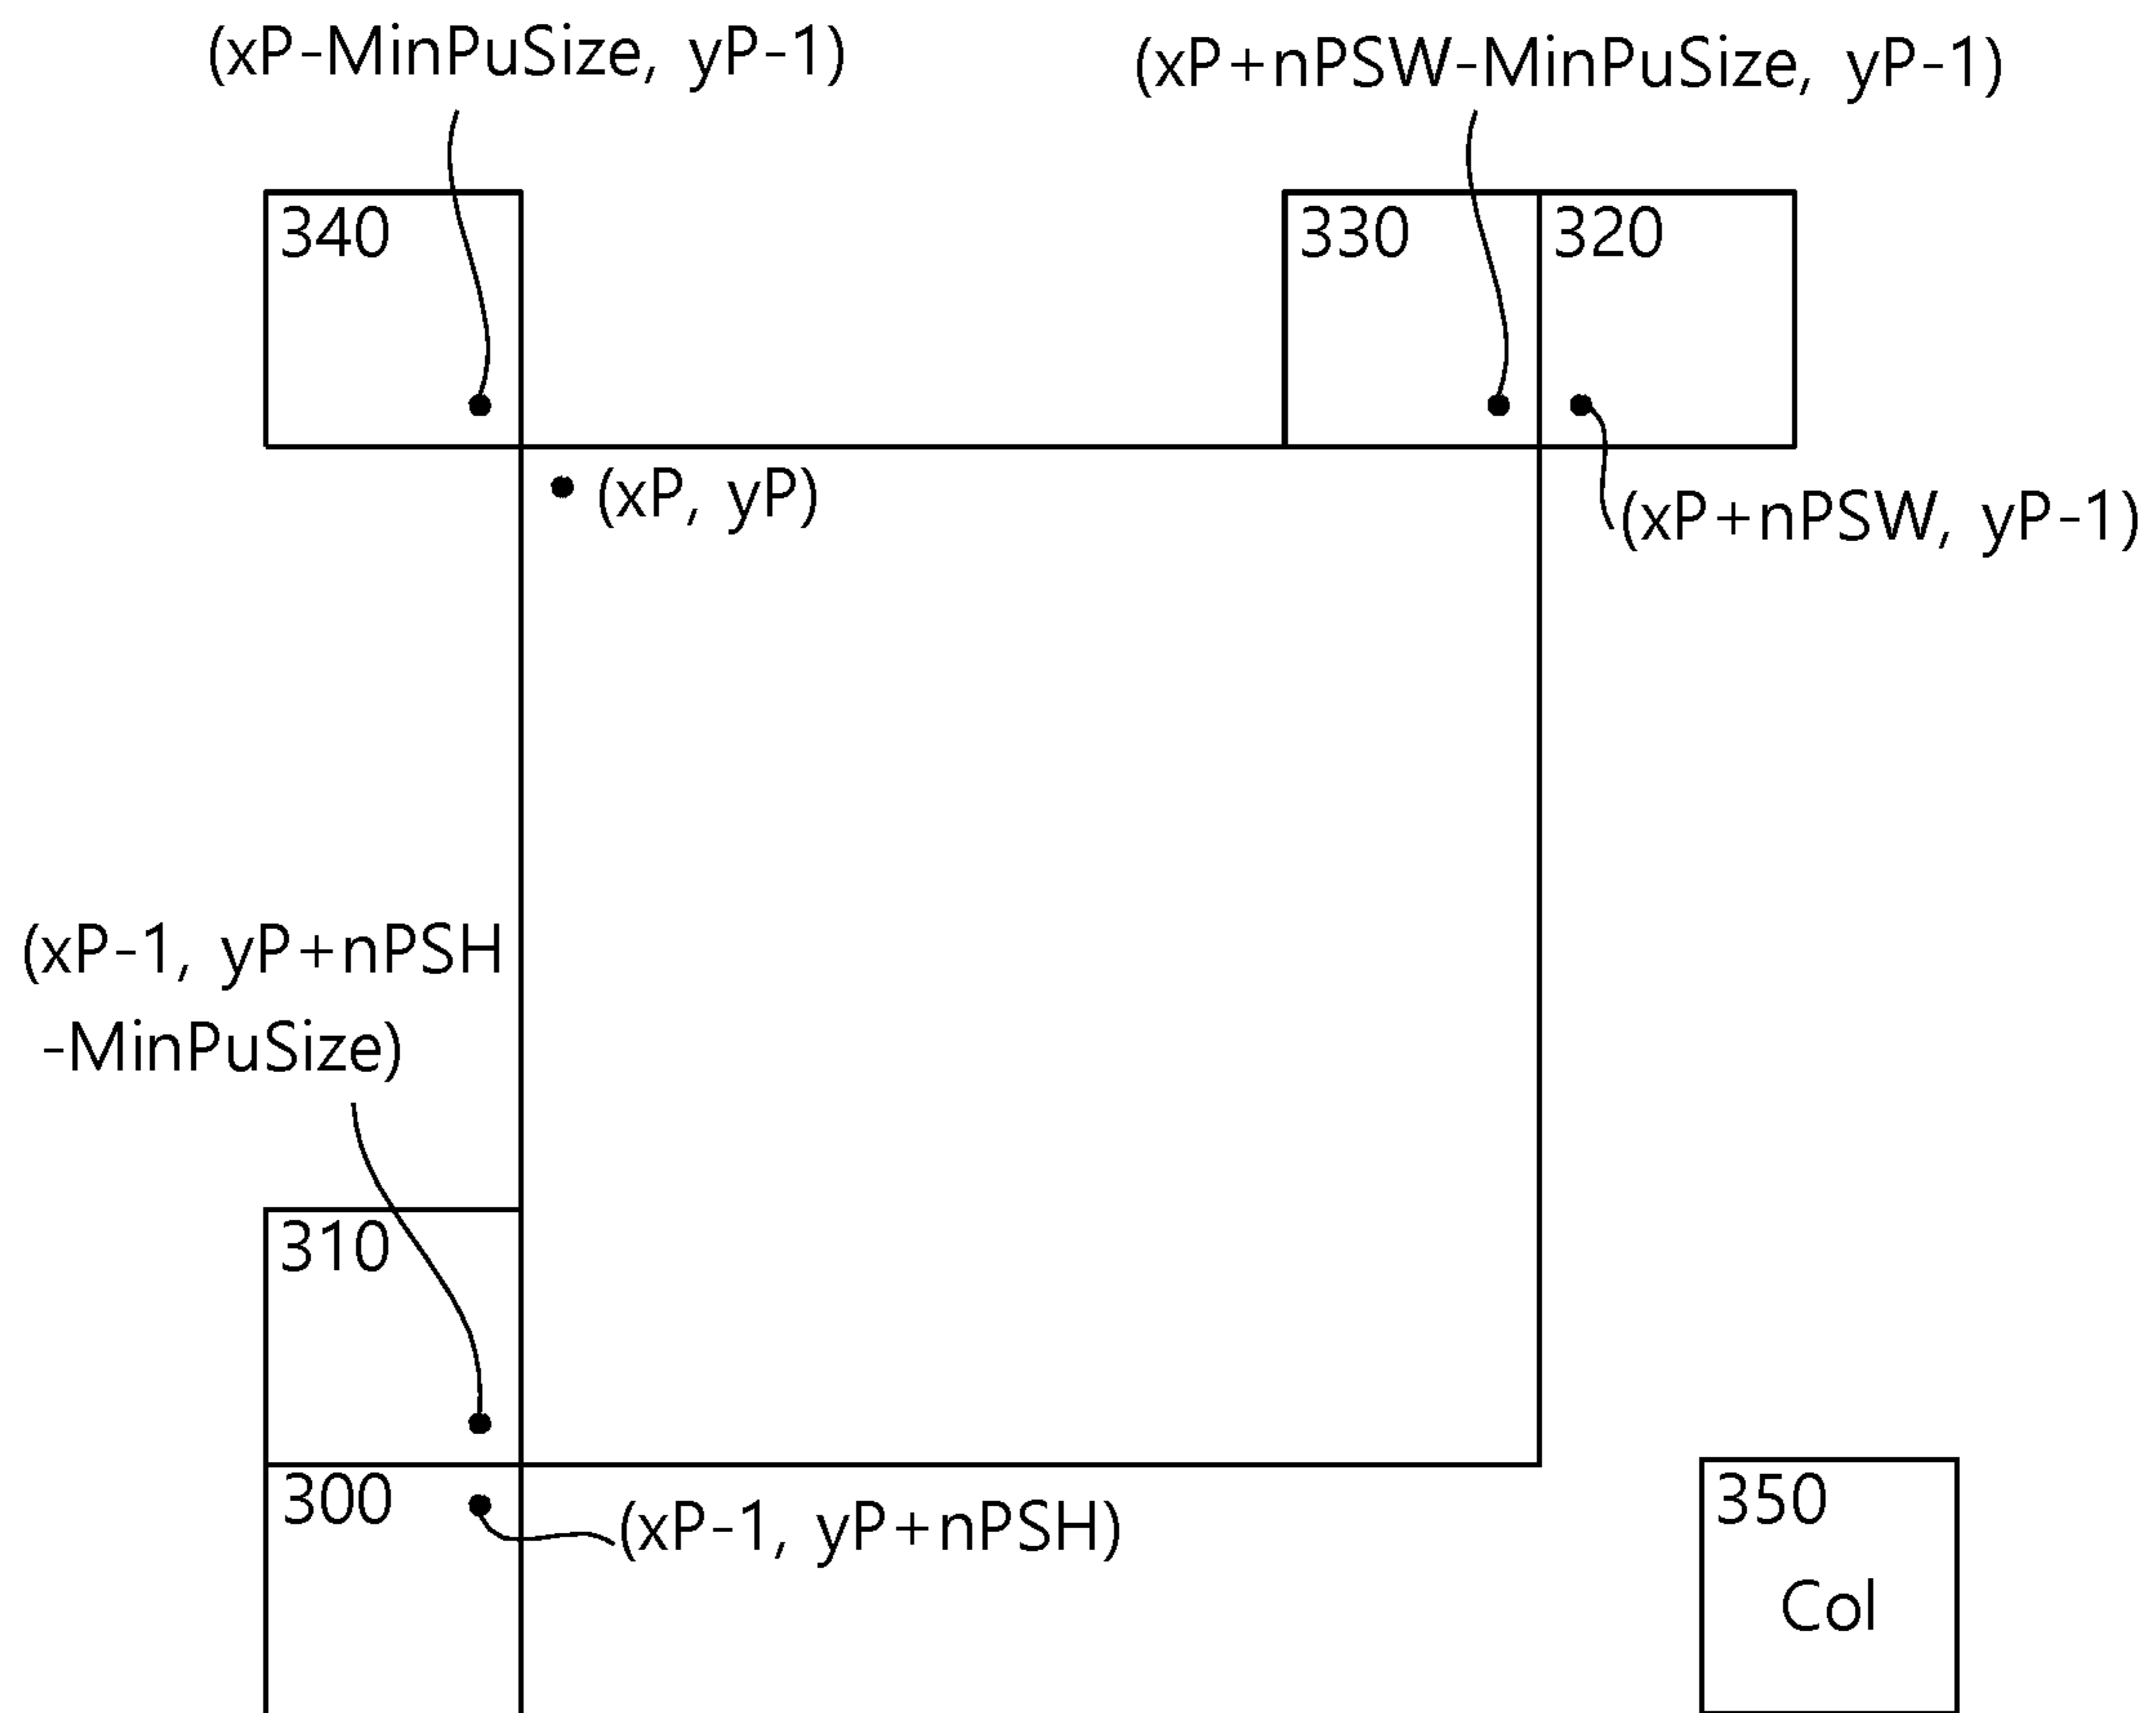 (xP-MinPuSize, yP-1)
(xP+nPSW-MinPuSize, yP-1)
340
330
320
(xP, yP)
(xP+nPSW, yP-1)
(xP-1, yP+nPSH
-MinPuSize)
310
300
(xP-1, yP+nPSH)
350
Col